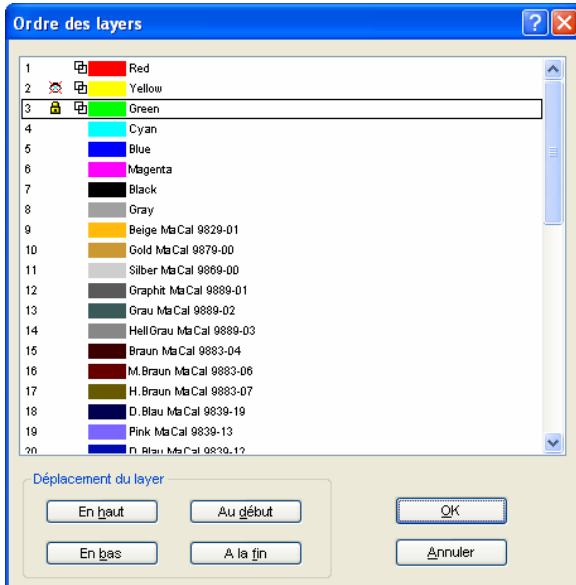 Ordre des layers
1 Red
2 Yellow
3 Green
4 Cyan
5 Blue
6 Magenta
7 Black
8 Gray
9 Beige MaCal 9829-01
10 Gold MaCal 9879-00
11 Silber MaCal 9869-00
12 Graphit MaCal 9889-01
13 Grau MaCal 9889-02
14 HellGrau MaCal 9889-03
15 Braun MaCal 9883-04
16 M.Braun MaCal 9883-06
17 H.Braun MaCal 9883-07
18 D.Blau MaCal 9839-19
19 Pink MaCal 9839-13
20 D.Blau MaCal 9839-12
Déplacement du layer
En haut Au début OK
En bas A la fin Annuler